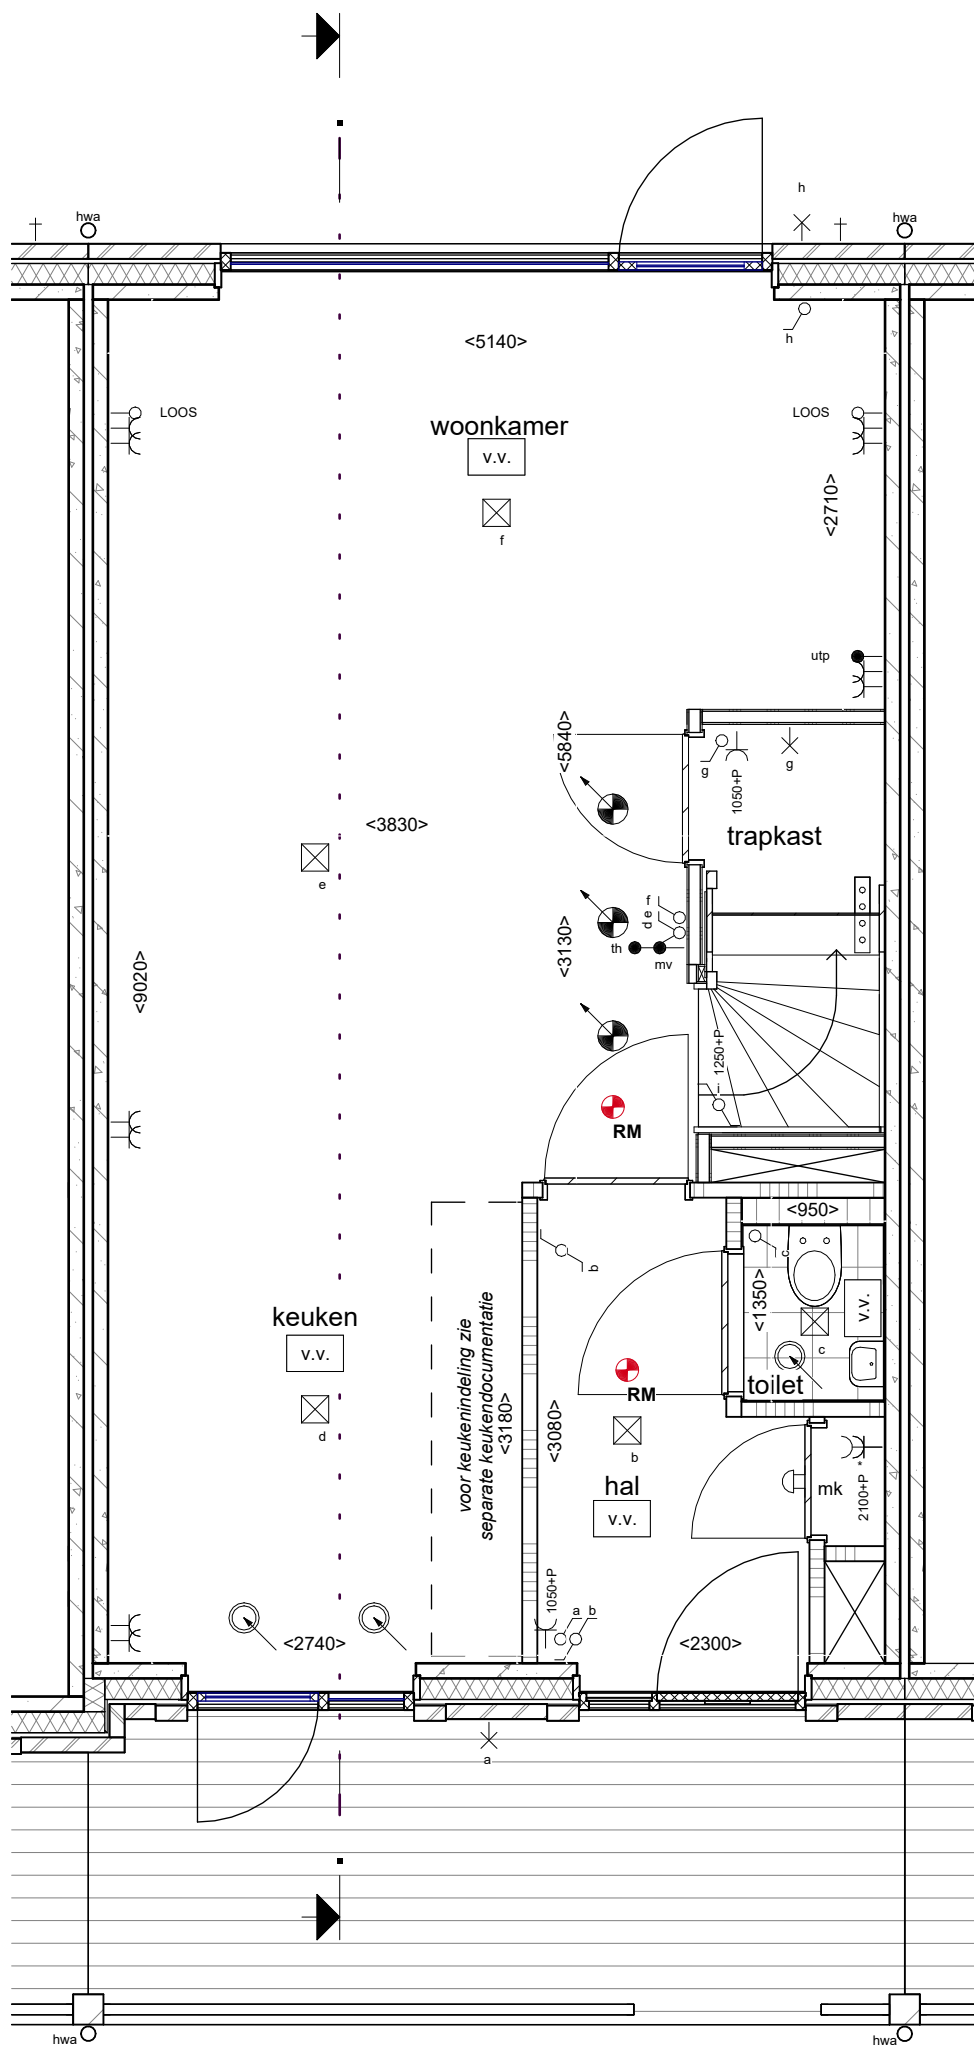 h
hwa
hwa
<5140>
h
LOOS
LOOS
woonkamer
v.v.
<2710>
f
utp
<5840>
g
1050+P
g
<3830>
trapkast
e
f
d e
th
mv
<3130>
<9020>
1250+P
i
RM
<950>
c
b
<1350>
v.v.
keuken
v.v.
voor keukenindeling zie
separate keukendocumentatie
<3180>
c
toilet
RM
d
<3080>
b
hal
v.v.
mk
2100+P *
1050+P
a
b
<2740>
<2300>
a
hwa
hwa